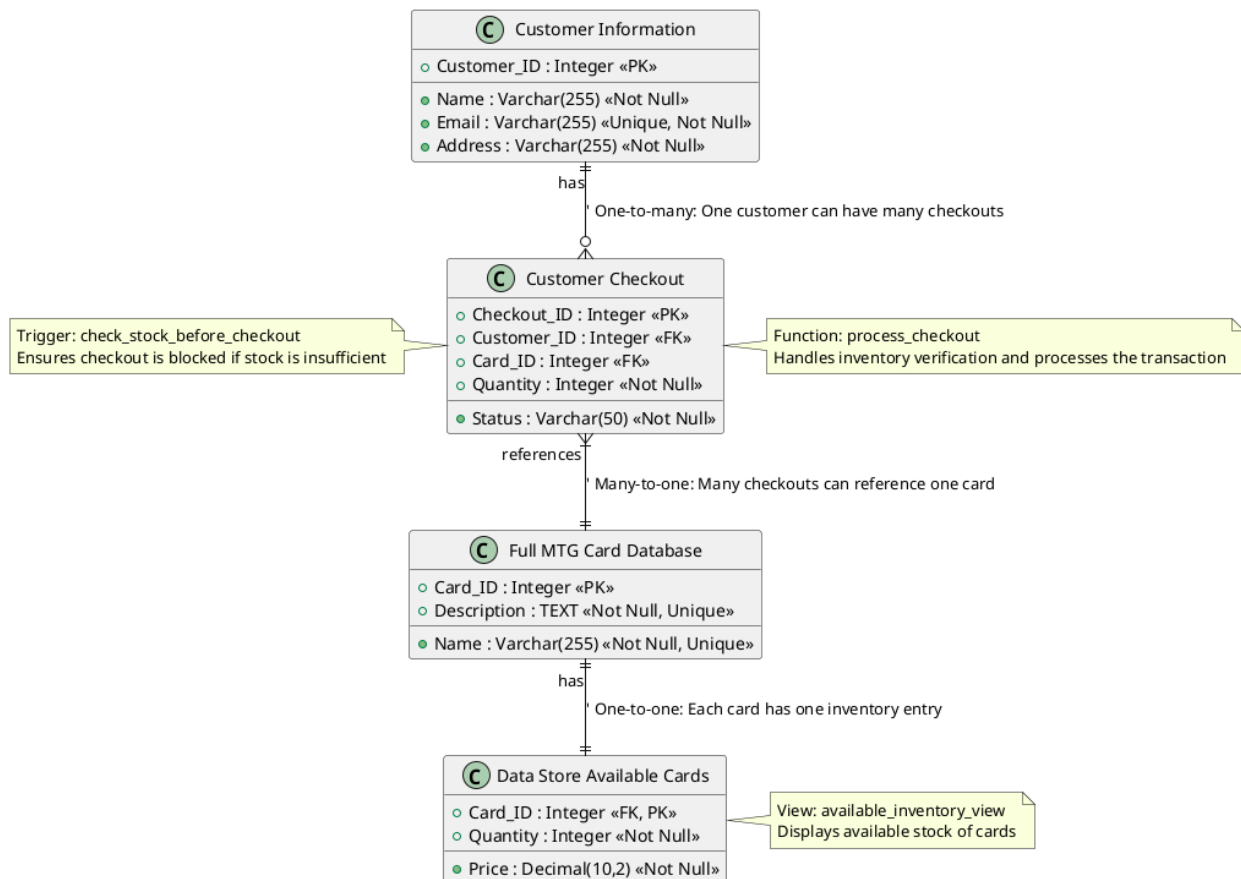 C Customer Information
Customer_ID : Integer «PK»
Name : Varchar(255) «Not Null»
Email : Varchar(255) «Unique, Not Null»
Address : Varchar(255) «Not Null»
has
' One-to-many: One customer can have many checkouts
C Customer Checkout
Checkout_ID : Integer «PK»
Customer_ID : Integer «FK»
Card_ID : Integer «FK»
Quantity : Integer «Not Null»
Status : Varchar(50) «Not Null»
Trigger: check_stock_before_checkout
Ensures checkout is blocked if stock is insufficient
Function: process_checkout
Handles inventory verification and processes the transaction
references
' Many-to-one: Many checkouts can reference one card
C Full MTG Card Database
Card_ID : Integer «PK»
Description : TEXT «Not Null, Unique»
Name : Varchar(255) «Not Null, Unique»
has
' One-to-one: Each card has one inventory entry
C Data Store Available Cards
Card_ID : Integer «FK, PK»
Quantity : Integer «Not Null»
Price : Decimal(10,2) «Not Null»
View: available_inventory_view
Displays available stock of cards